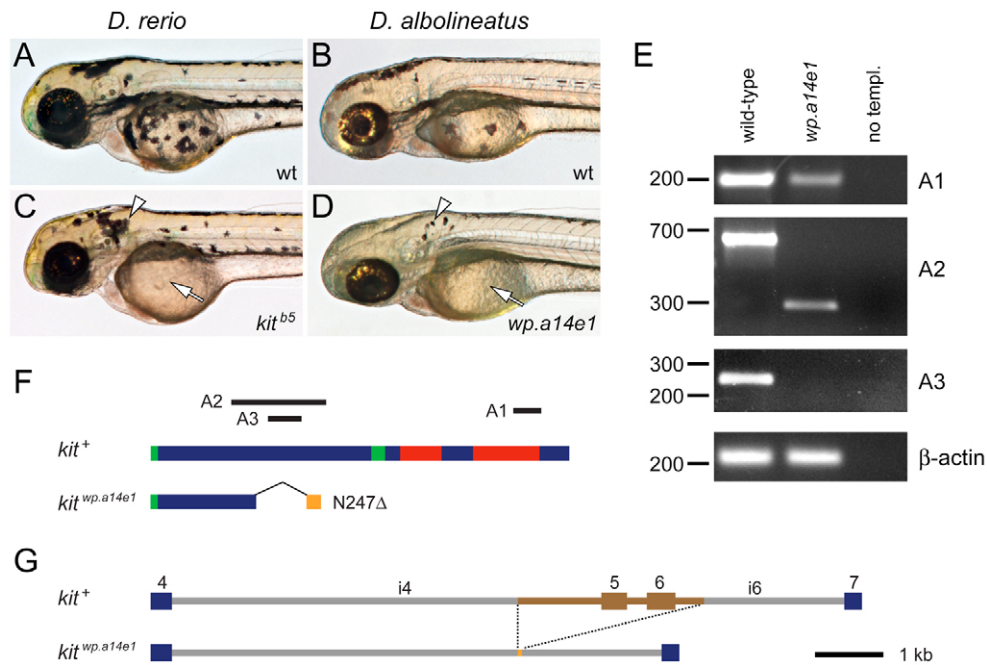 D. rerio
D. albolineatus
A
wt
B
wt
C
kit b5
D
wp.a14e1
E
wild-type
wp.a14e1
no templ.
200
A1
700
300
A2
300
200
A3
200
β-actin
F
A2
A3
A1
kit +
kit wp.a14e1
N247Δ
G
4
i4
5
6
i6
7
kit +
kit wp.a14e1
1 kb